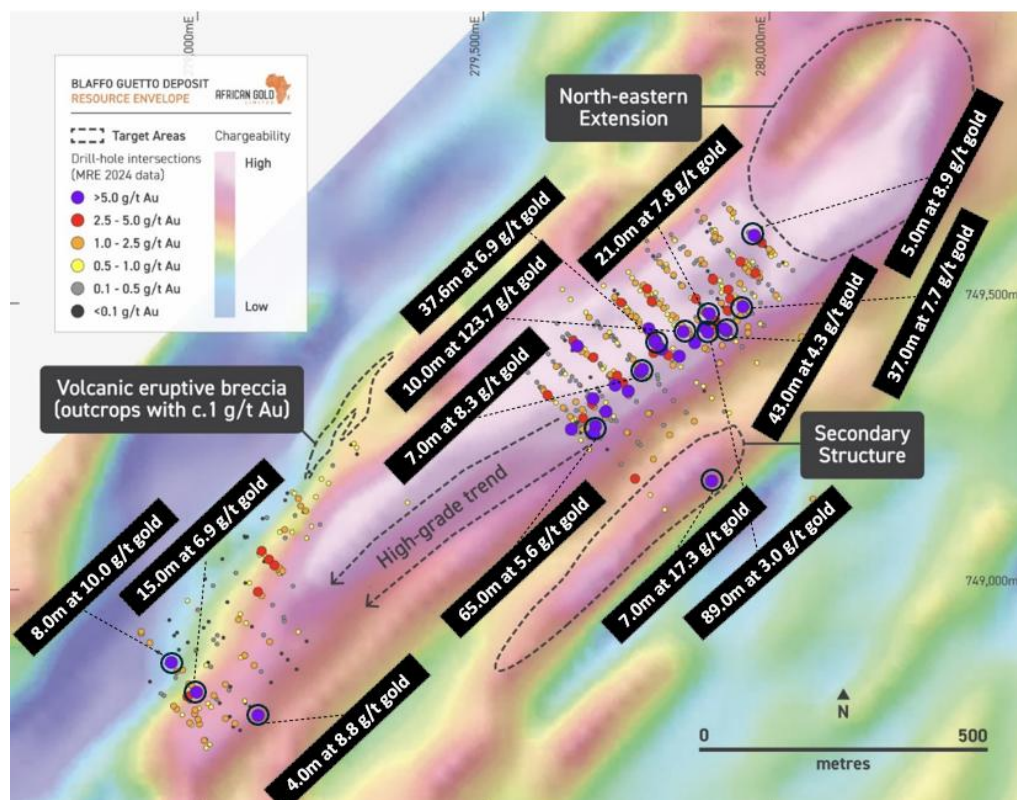 279,000mE
279,500mE
280,000mE
BLAFFO GUETTO DEPOSIT
RESOURCE ENVELOPE
AFRICAN GOLD
LIMITED
Target Areas
Drill-hole intersections
(MRE 2024 data)
>5.0 g/t Au
2.5 - 5.0 g/t Au
1.0 - 2.5 g/t Au
0.5 - 1.0 g/t Au
0.1 - 0.5 g/t Au
<0.1 g/t Au
Chargeability
High
Low
North-eastern
Extension
5.0m at 8.9 g/t gold
21.0m at 7.8 g/t gold
37.6m at 6.9 g/t gold
10.0m at 123.7 g/t gold
7.0m at 8.3 g/t gold
37.0m at 7.7 g/t gold
43.0m at 4.3 g/t gold
749,500m
Volcanic eruptive breccia
(outcrops with c.1 g/t Au)
Secondary
Structure
High-grade trend
15.0m at 6.9 g/t gold
8.0m at 10.0 g/t gold
65.0m at 5.6 g/t gold
7.0m at 17.3 g/t gold
89.0m at 3.0 g/t gold
749,000m
4.0m at 8.8 g/t gold
N
0 500
metres